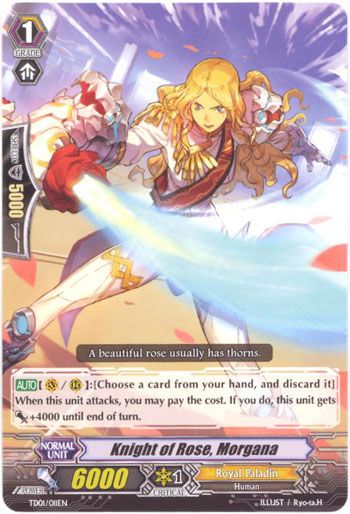 1
GRADE
5000
A beautiful rose usually has thorns.
AUTO [ / ]:[Choose a card from your hand, and discard it]
When this unit attacks, you may pay the cost. If you do, this unit gets
+4000 until end of turn.
NORMAL
UNIT
Knight of Rose, Morgana
POWER
6000
1
CRITICAL
Royal Paladin
Human
TD01/011EN
ILLUST / Ryo-ta.H